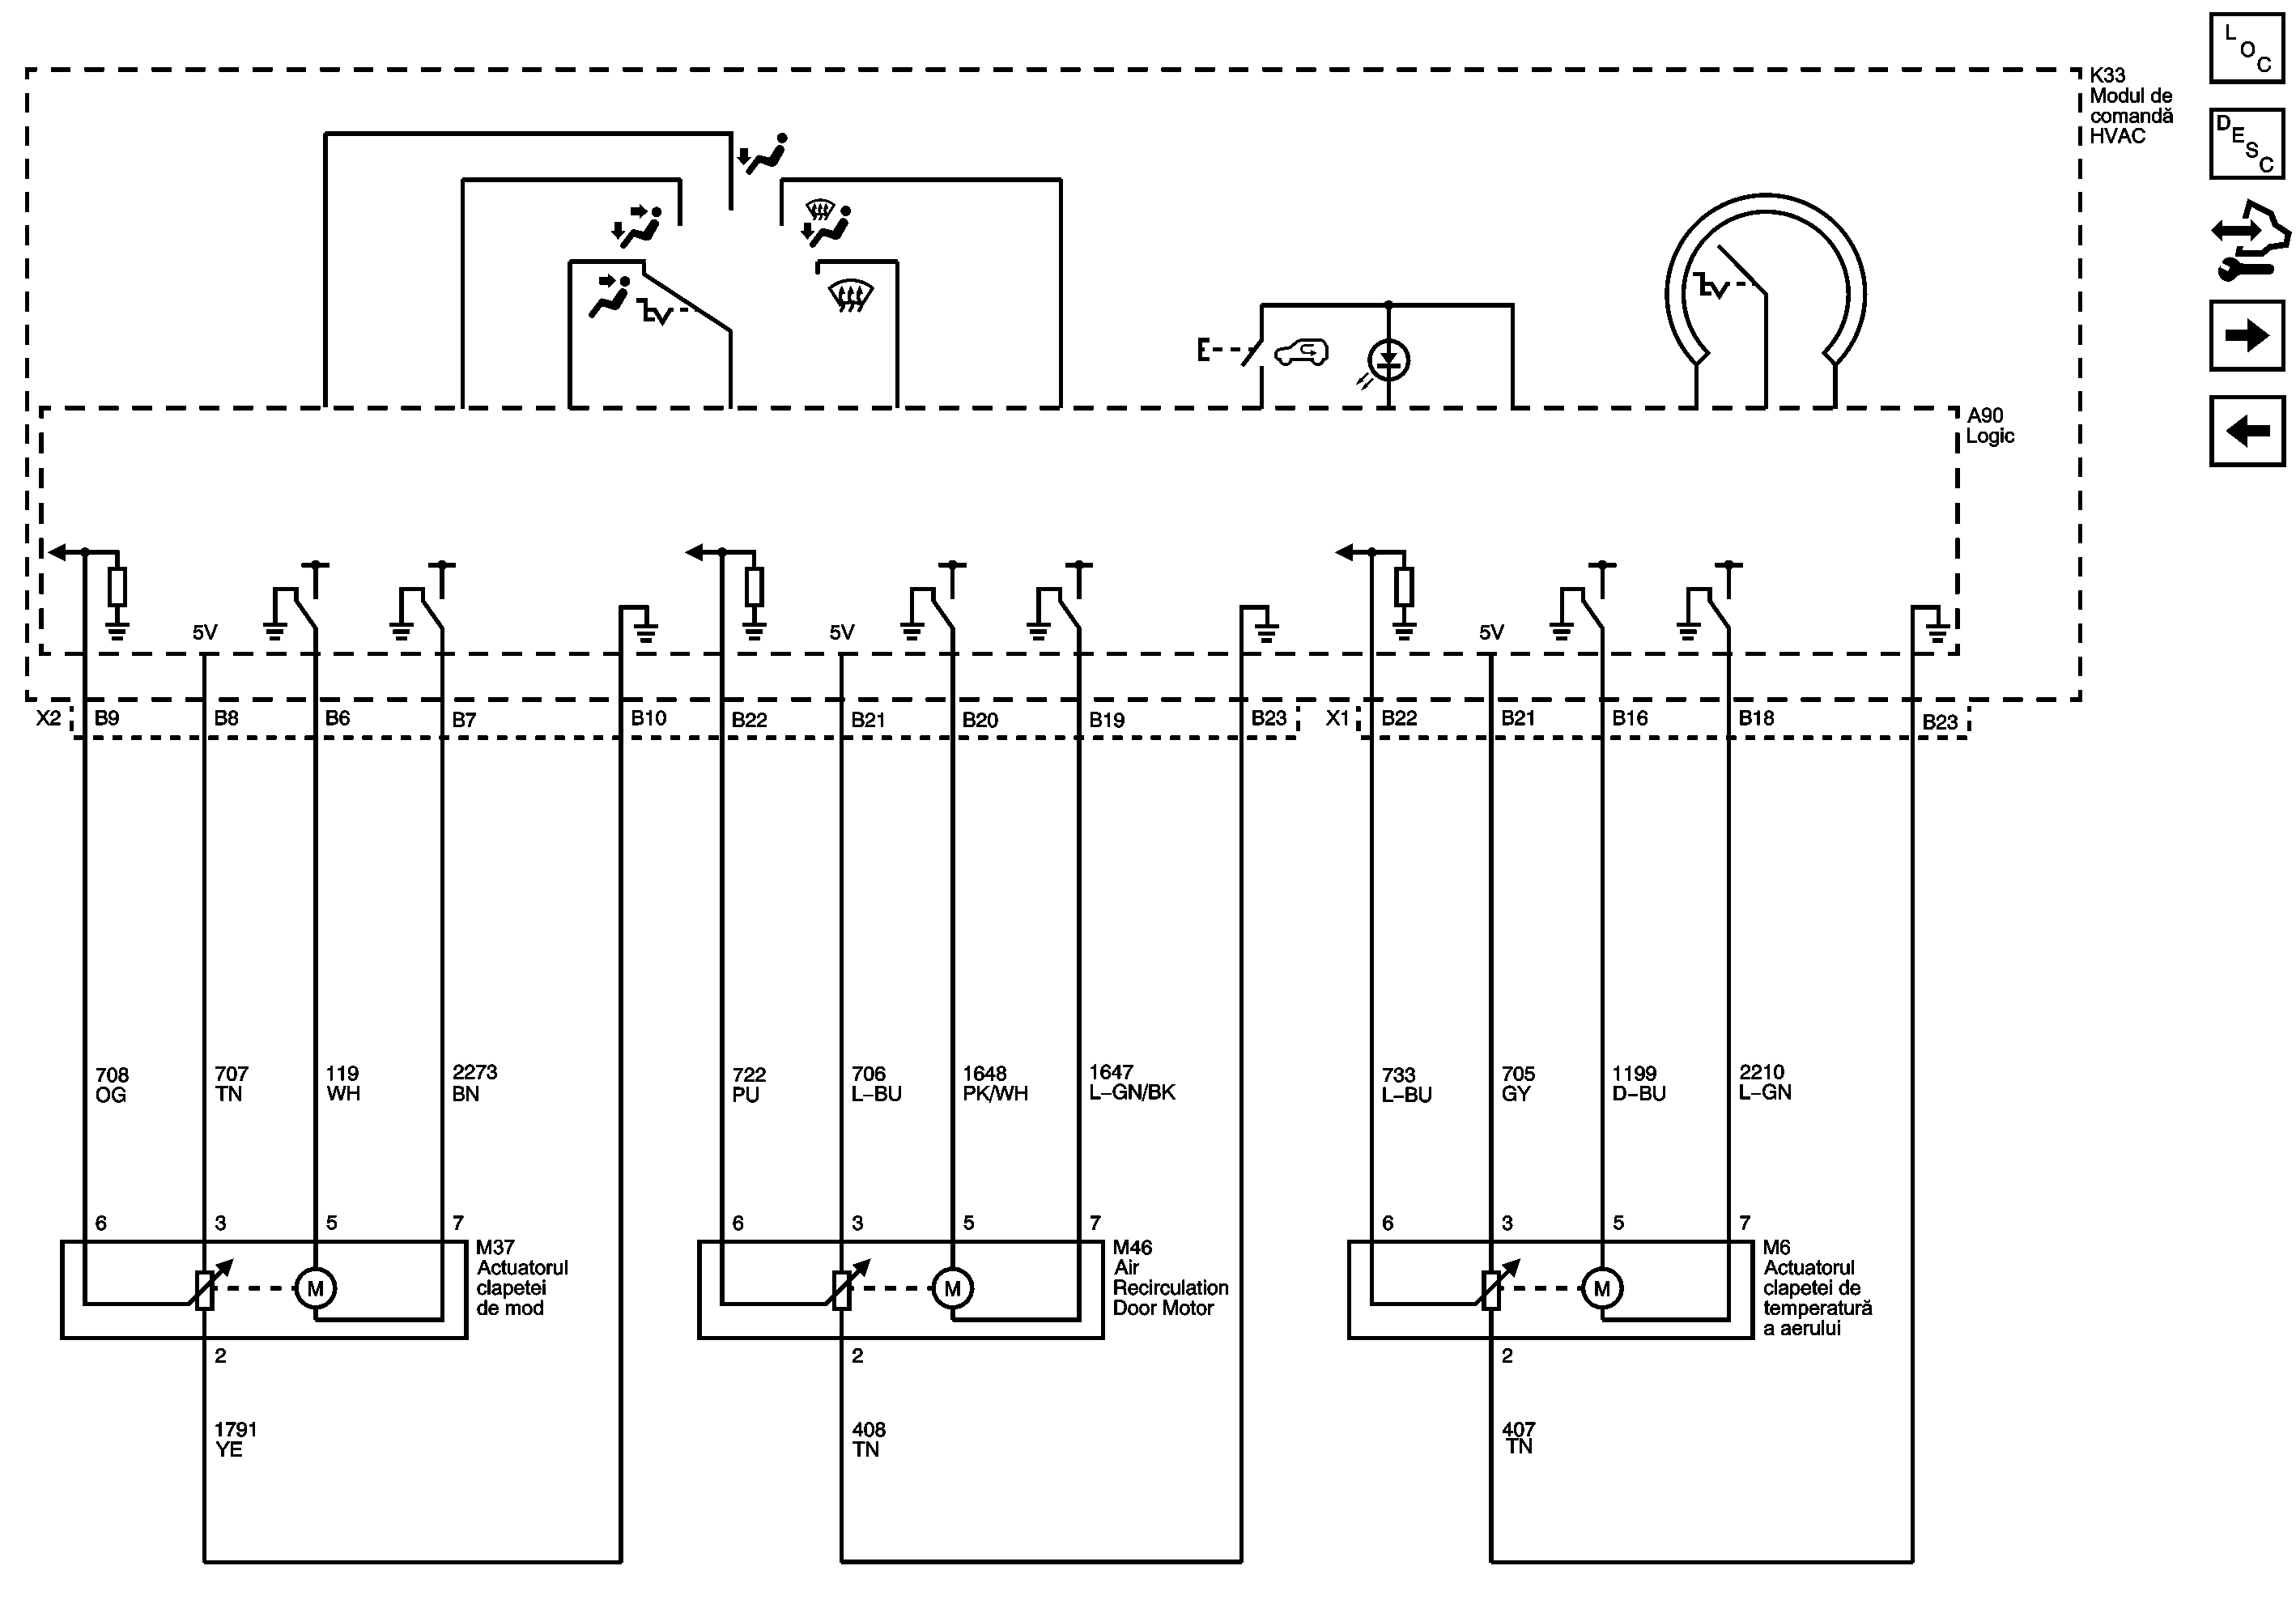 L
O
C
K33
Modul de
comandă
HVAC
D
E
S
C
A90
Logic
5V
5V
5V
X2 B9 B8 B6 B7 B10 B22 B21 B20 B19 B23 X1 B22 B21 B16 B18 B23
708 707 119 2273 722 706 1648 1647 733 705 1199 2210
OG TN WH BN PU L-BU PK/WH L-GN/BK L-BU GY D-BU L-GN
6 3 5 7 6 3 5 7 6 3 5 7
M37
Actuatorul
clapetei
de mod
M
M46
Air
Recirculation
Door Motor
M
M6
Actuatorul
clapetei de
temperatură
a aerului
M
2 2 2
1791 408 407
YE TN TN